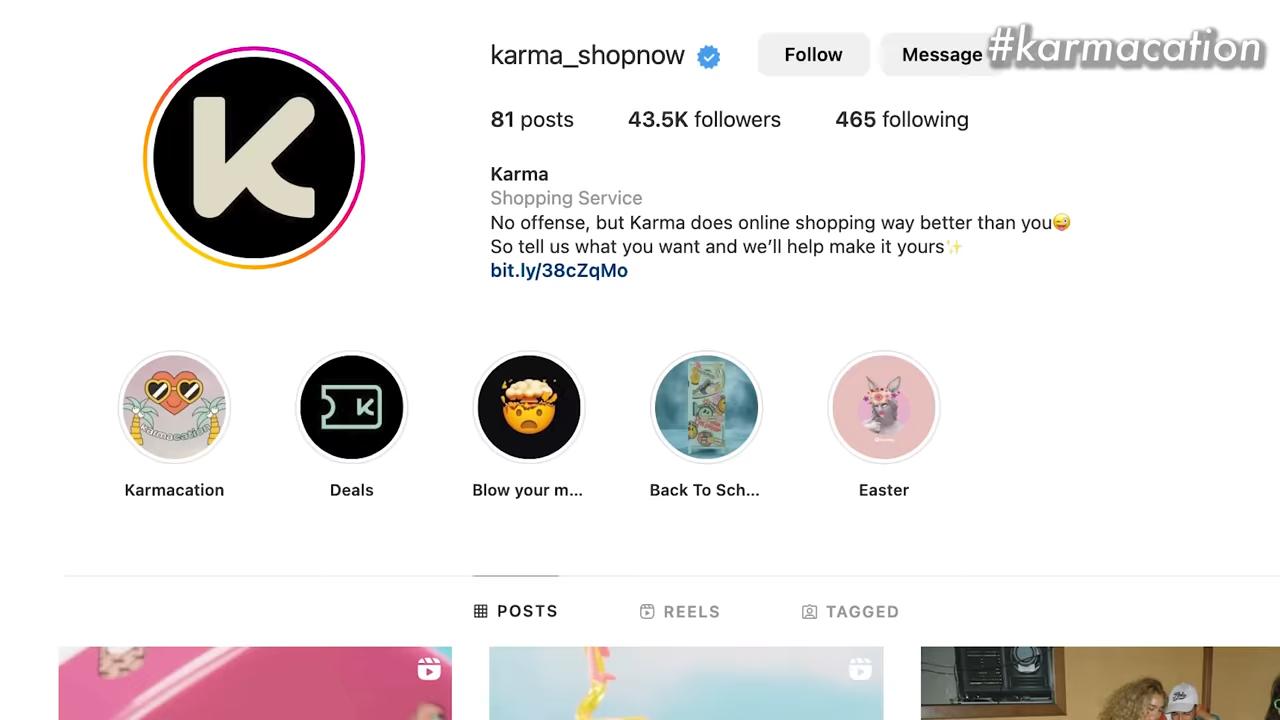 karma_shopnow
Follow
Message
#karmacation
81 posts
43.5K followers
465 following
Karma
Shopping Service
No offense, but Karma does online shopping way better than you😜
So tell us what you want and we’ll help make it yours✨
bit.ly/38cZqMo
K
karmacation
K
Karmacation
Deals
Blow your m...
Back To Sch...
Easter
POSTS
REELS
TAGGED